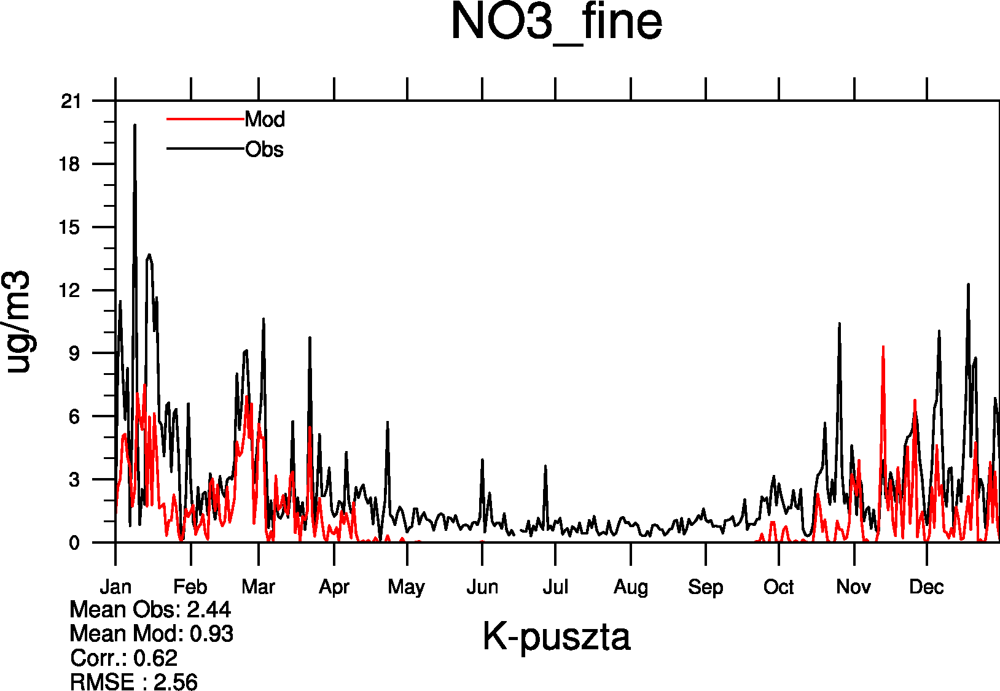 NO3_fine
21
Mod
Obs
18
15
12
9
6
3
0
ug/m3
Jan Feb Mar Apr May Jun Jul Aug Sep Oct Nov Dec
Mean Obs: 2.44
Mean Mod: 0.93
Corr.: 0.62
RMSE : 2.56
K-puszta